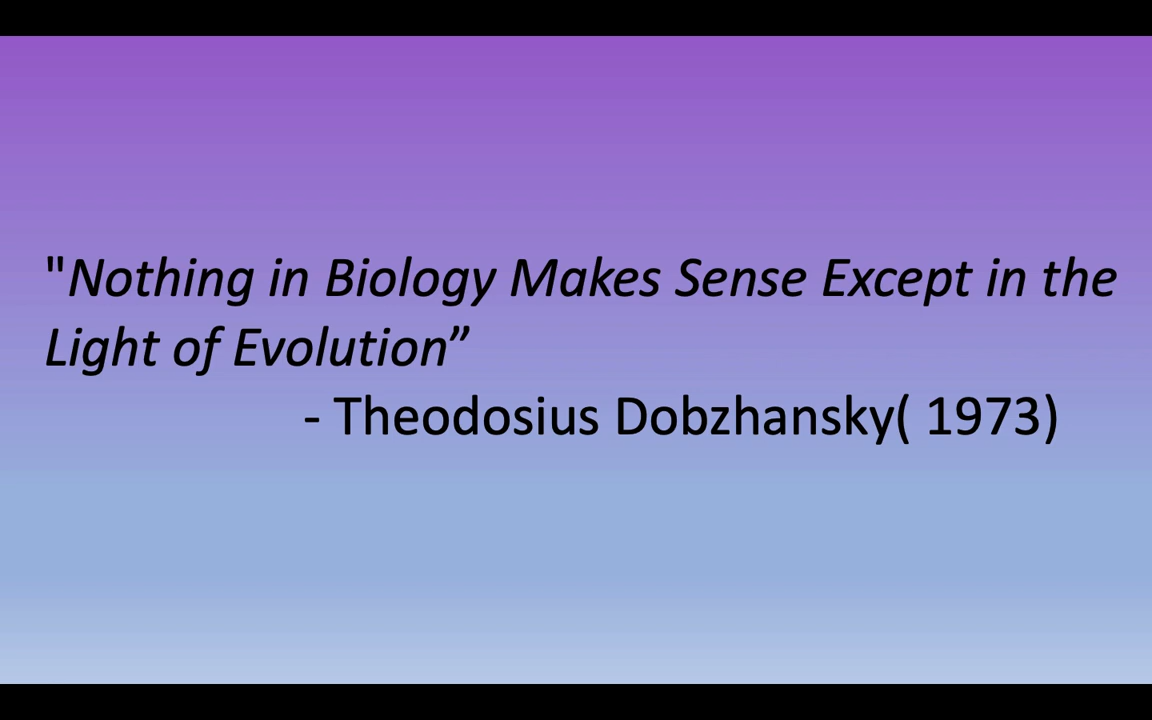 "Nothing in Biology Makes Sense Except in the
Light of Evolution”
- Theodosius Dobzhansky( 1973)